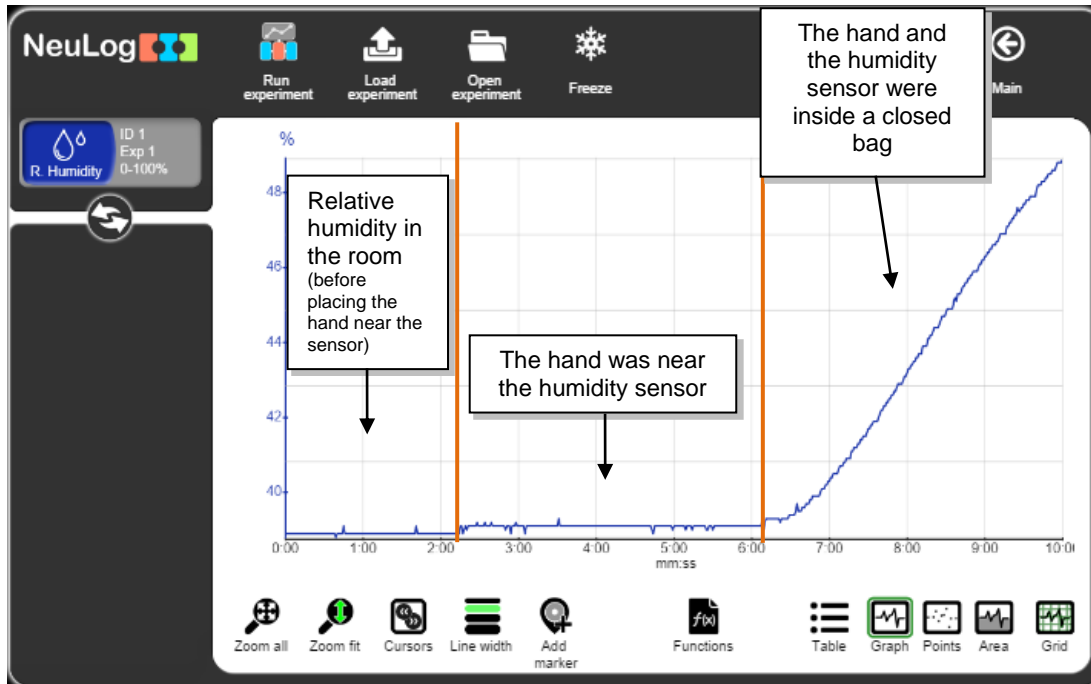 NeuLog
Run
experiment
Load
experiment
Open
experiment
Freeze
Main
The hand and
the humidity
sensor were
inside a closed
bag
R. Humidity
ID 1
Exp 1
0-100%
%
48
46
44
42
40
Relative
humidity in
the room
(before
placing the
hand near the
sensor)
The hand was near
the humidity sensor
0:00 1:00 2:00 3:00 4:00 5:00 6:00 7:00 8:00 9:00 10:0
mm:ss
Zoom all
Zoom fit
Cursors
Line width
Add
marker
f(x)
Functions
Table
Graph
Points
Area
Grid